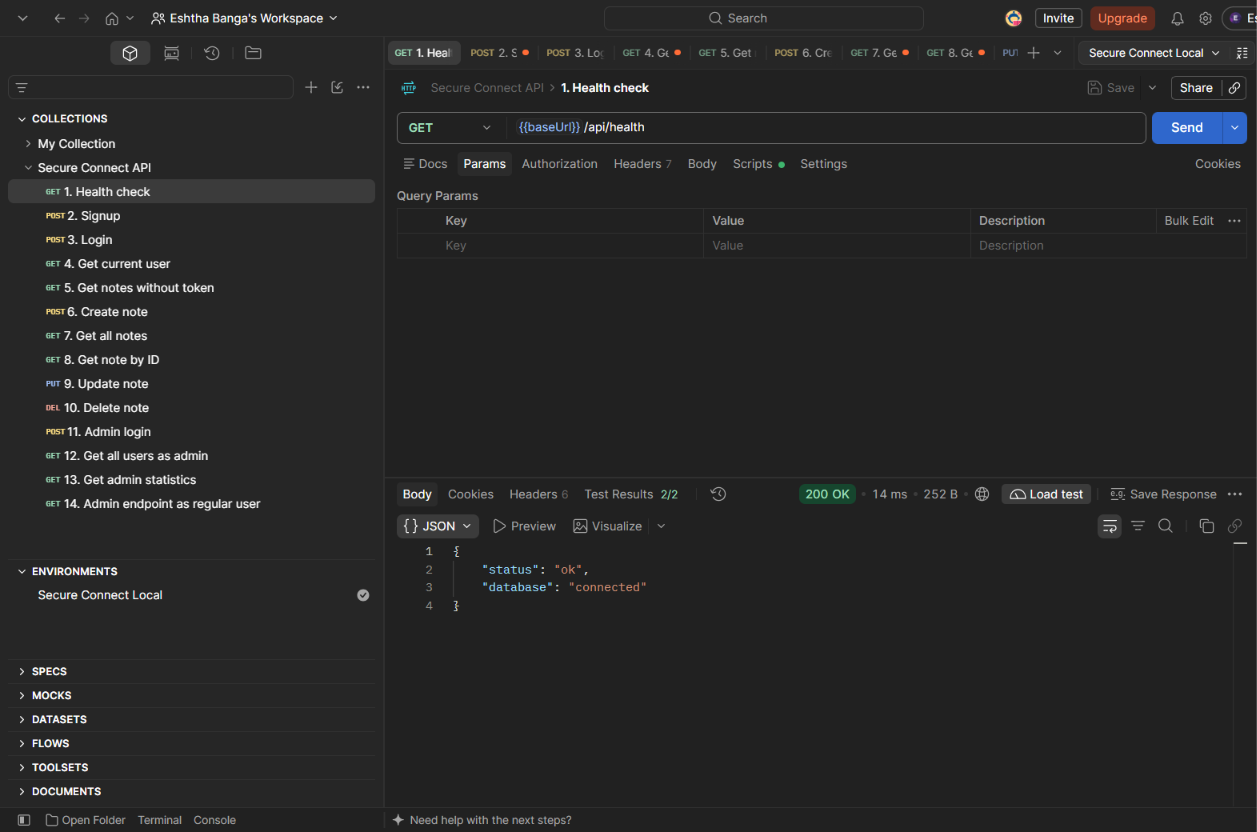 Eshtha Banga's Workspace
Search
Invite
Upgrade
COLLECTIONS
My Collection
Secure Connect API
GET 1. Health check
POST 2. Signup
POST 3. Login
GET 4. Get current user
GET 5. Get notes without token
POST 6. Create note
GET 7. Get all notes
GET 8. Get note by ID
PUT 9. Update note
DEL 10. Delete note
POST 11. Admin login
GET 12. Get all users as admin
GET 13. Get admin statistics
GET 14. Admin endpoint as regular user
ENVIRONMENTS
Secure Connect Local
SPECS
MOCKS
DATASETS
FLOWS
TOOLSETS
DOCUMENTS
GET 1. Heal POST 2. S POST 3. Lo GET 4. Ge GET 5. Get POST 6. Cre GET 7. Ge GET 8. Ge PUT Secure Connect Local
HTTP Secure Connect API > 1. Health check Save Share
GET {{baseUrl}} /api/health Send
Docs Params Authorization Headers 7 Body Scripts Settings Cookies
Query Params
Key Value Description Bulk Edit
Key Value Description
Body Cookies Headers 6 Test Results 2/2 200 OK 14 ms 252 B Load test e.g. Save Response
{} JSON Preview Visualize
1 {
2 "status": "ok",
3 "database": "connected"
4 }
Open Folder Terminal Console Need help with the next steps?